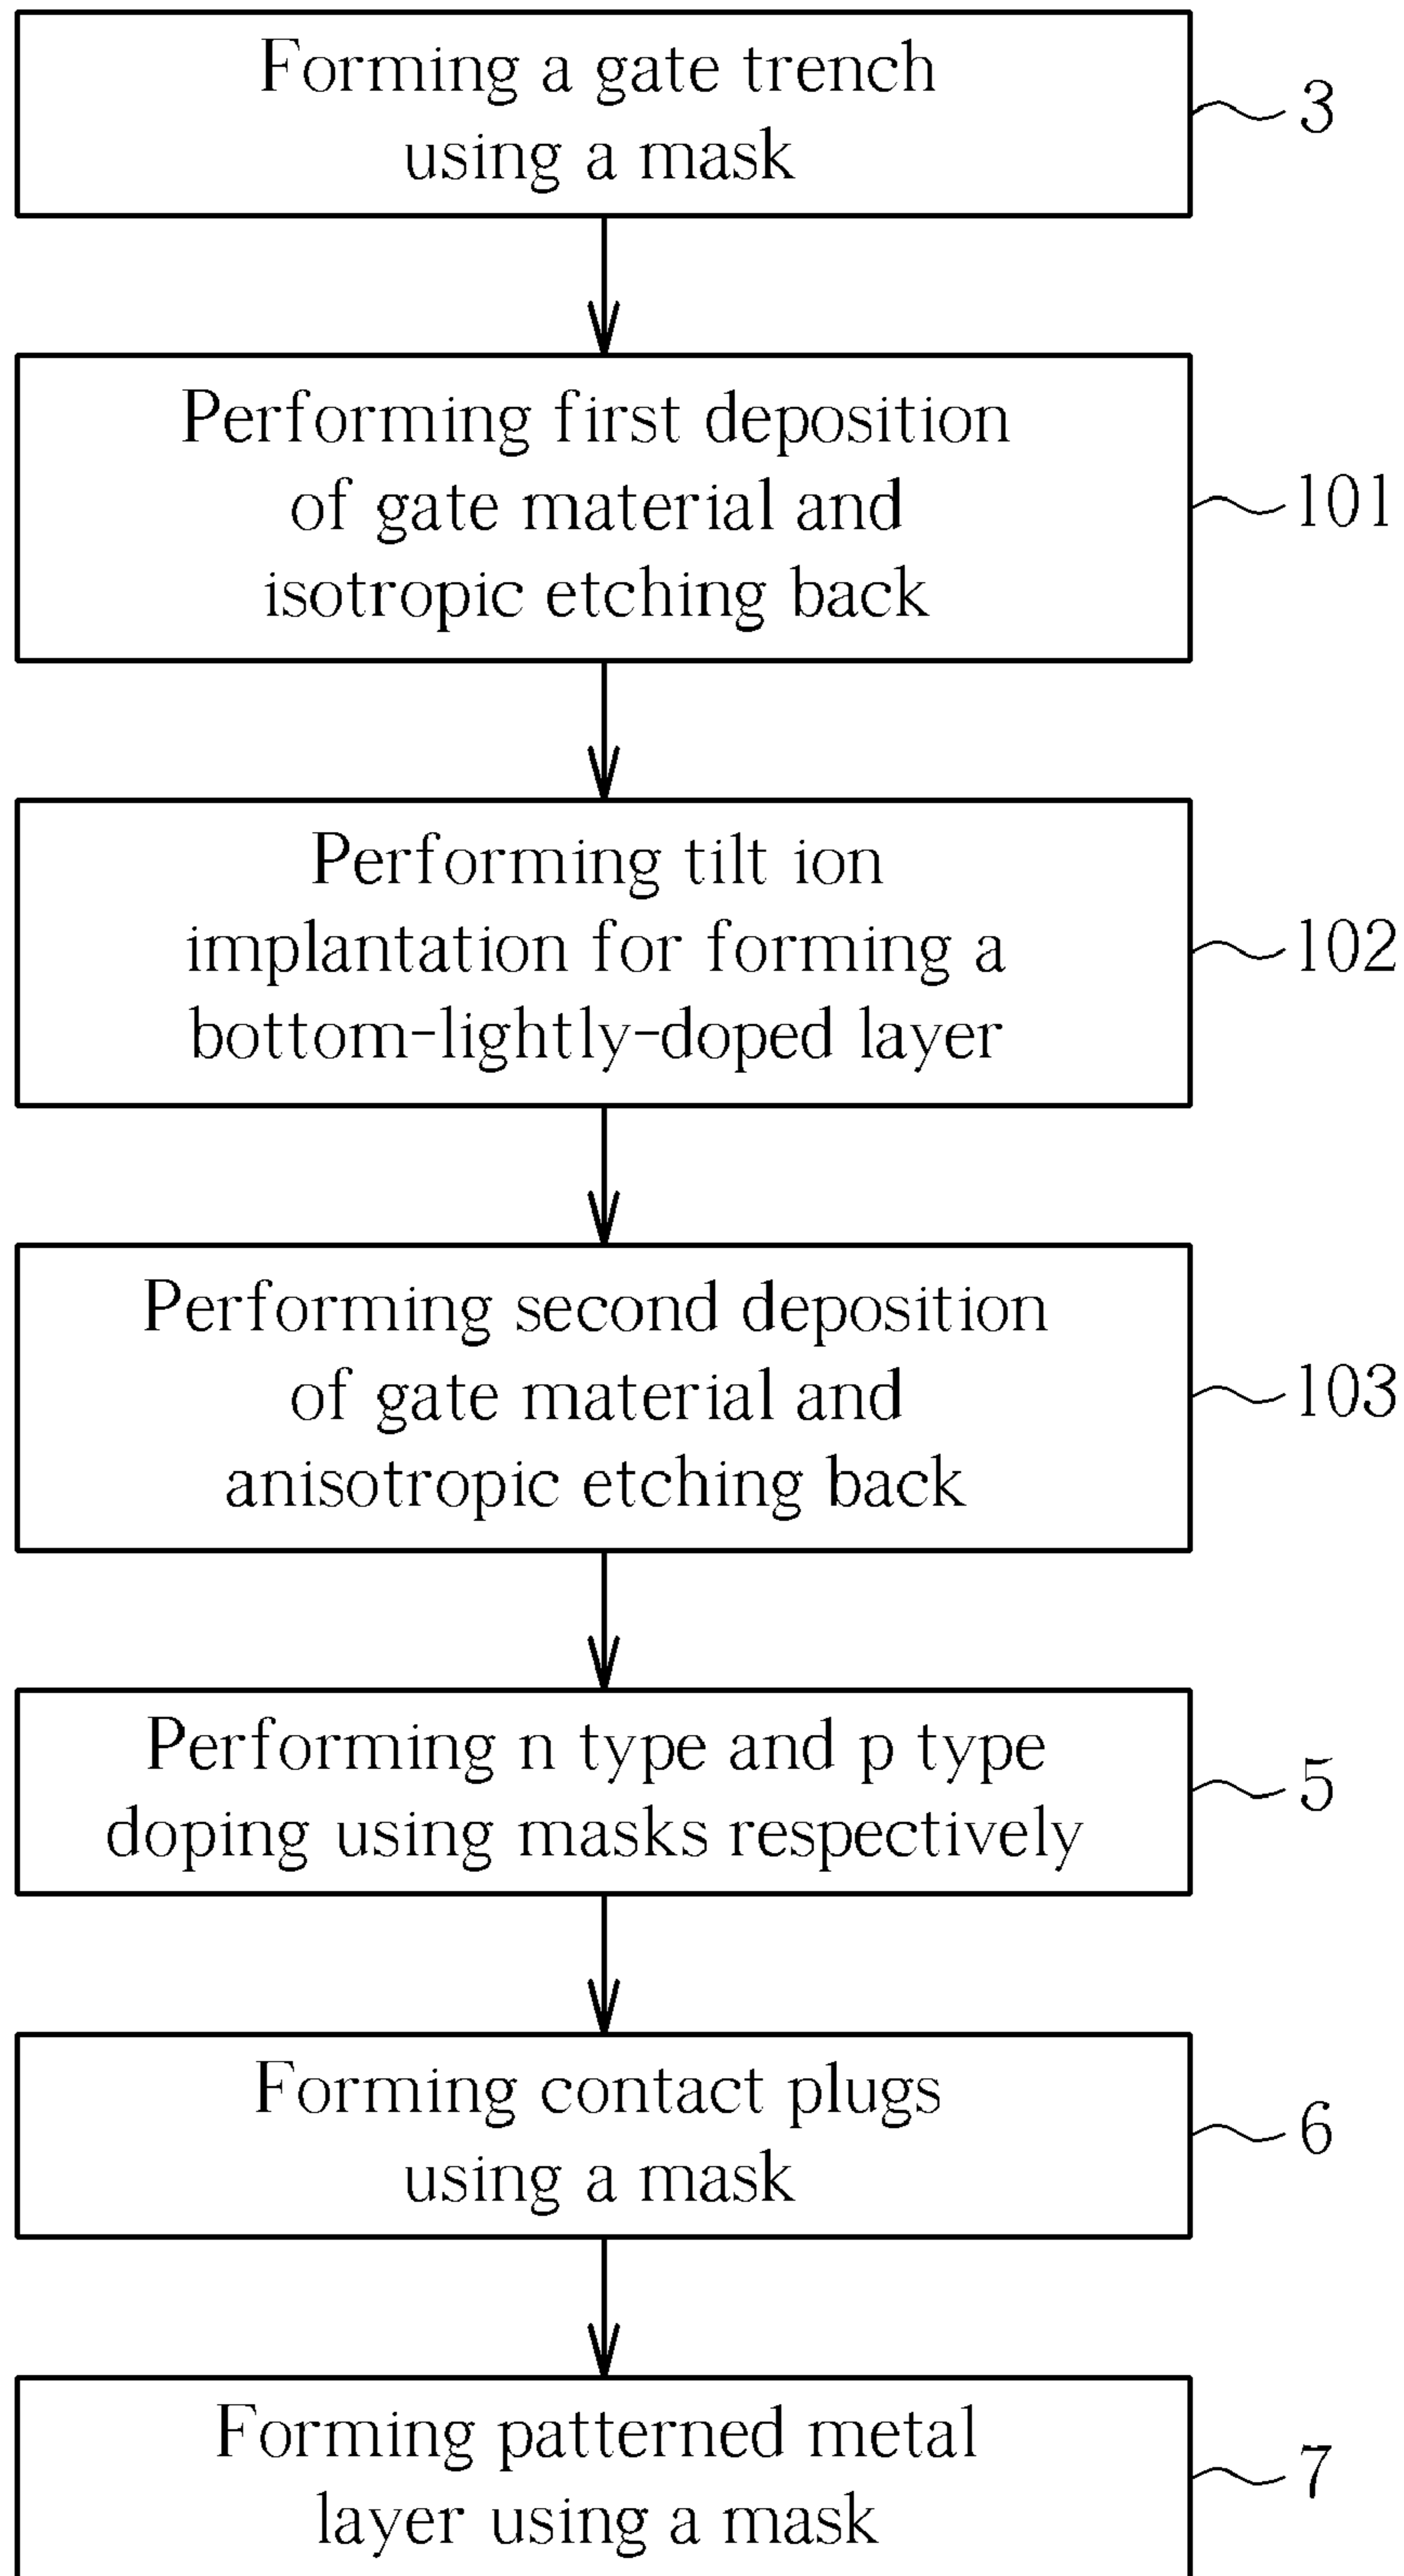 Forming a gate trench
using a mask
3
Performing first deposition
of gate material and
isotropic etching back
101
Performing tilt ion
implantation for forming a
bottom-lightly-doped layer
102
Performing second deposition
of gate material and
anisotropic etching back
103
Performing n type and p type
doping using masks respectively
5
Forming contact plugs
using a mask
6
Forming patterned metal
layer using a mask
7